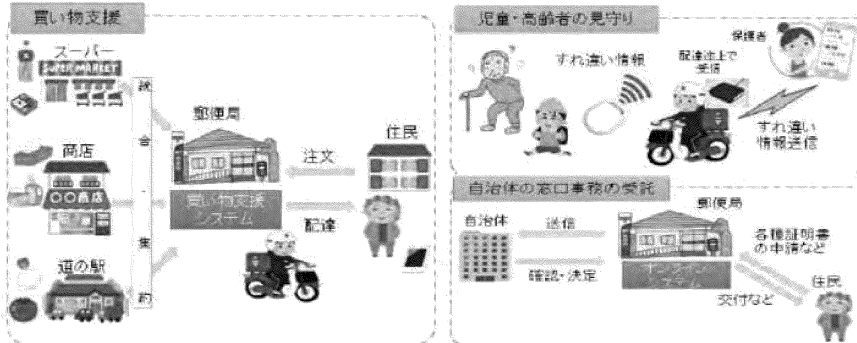 買い物支援
スーパー
SUPER MARKET
商店
〇〇商店
道の駅
統合・集約
郵便局
買い物支援
システム
注文
配達
住民
児童・高齢者の見守り
すれ違い情報
配達途上で
受信
保護者
すれ違い
情報送信
自治体の窓口事務の受託
自治体
送信
確認・決定
郵便局
オンライン
システム
各種証明書
の申請など
交付など
住民